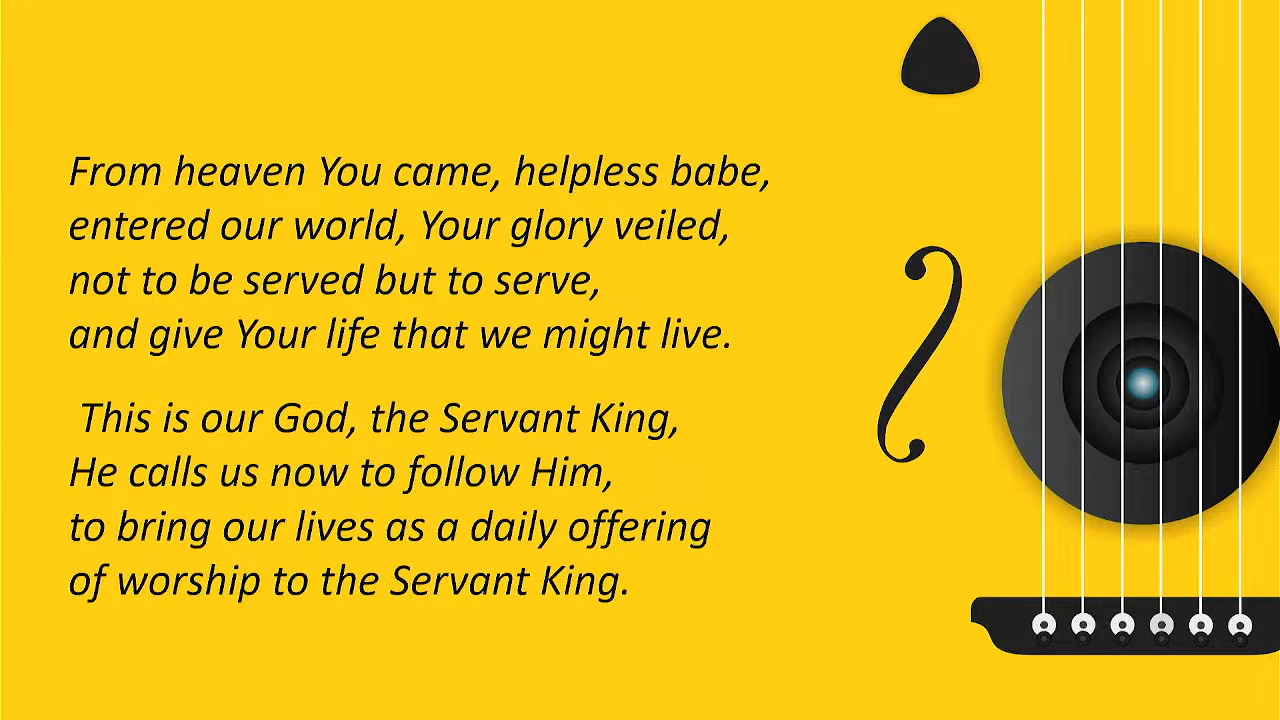 From heaven You came, helpless babe,
entered our world, Your glory veiled,
not to be served but to serve,
and give Your life that we might live.
This is our God, the Servant King,
He calls us now to follow Him,
to bring our lives as a daily offering
of worship to the Servant King.